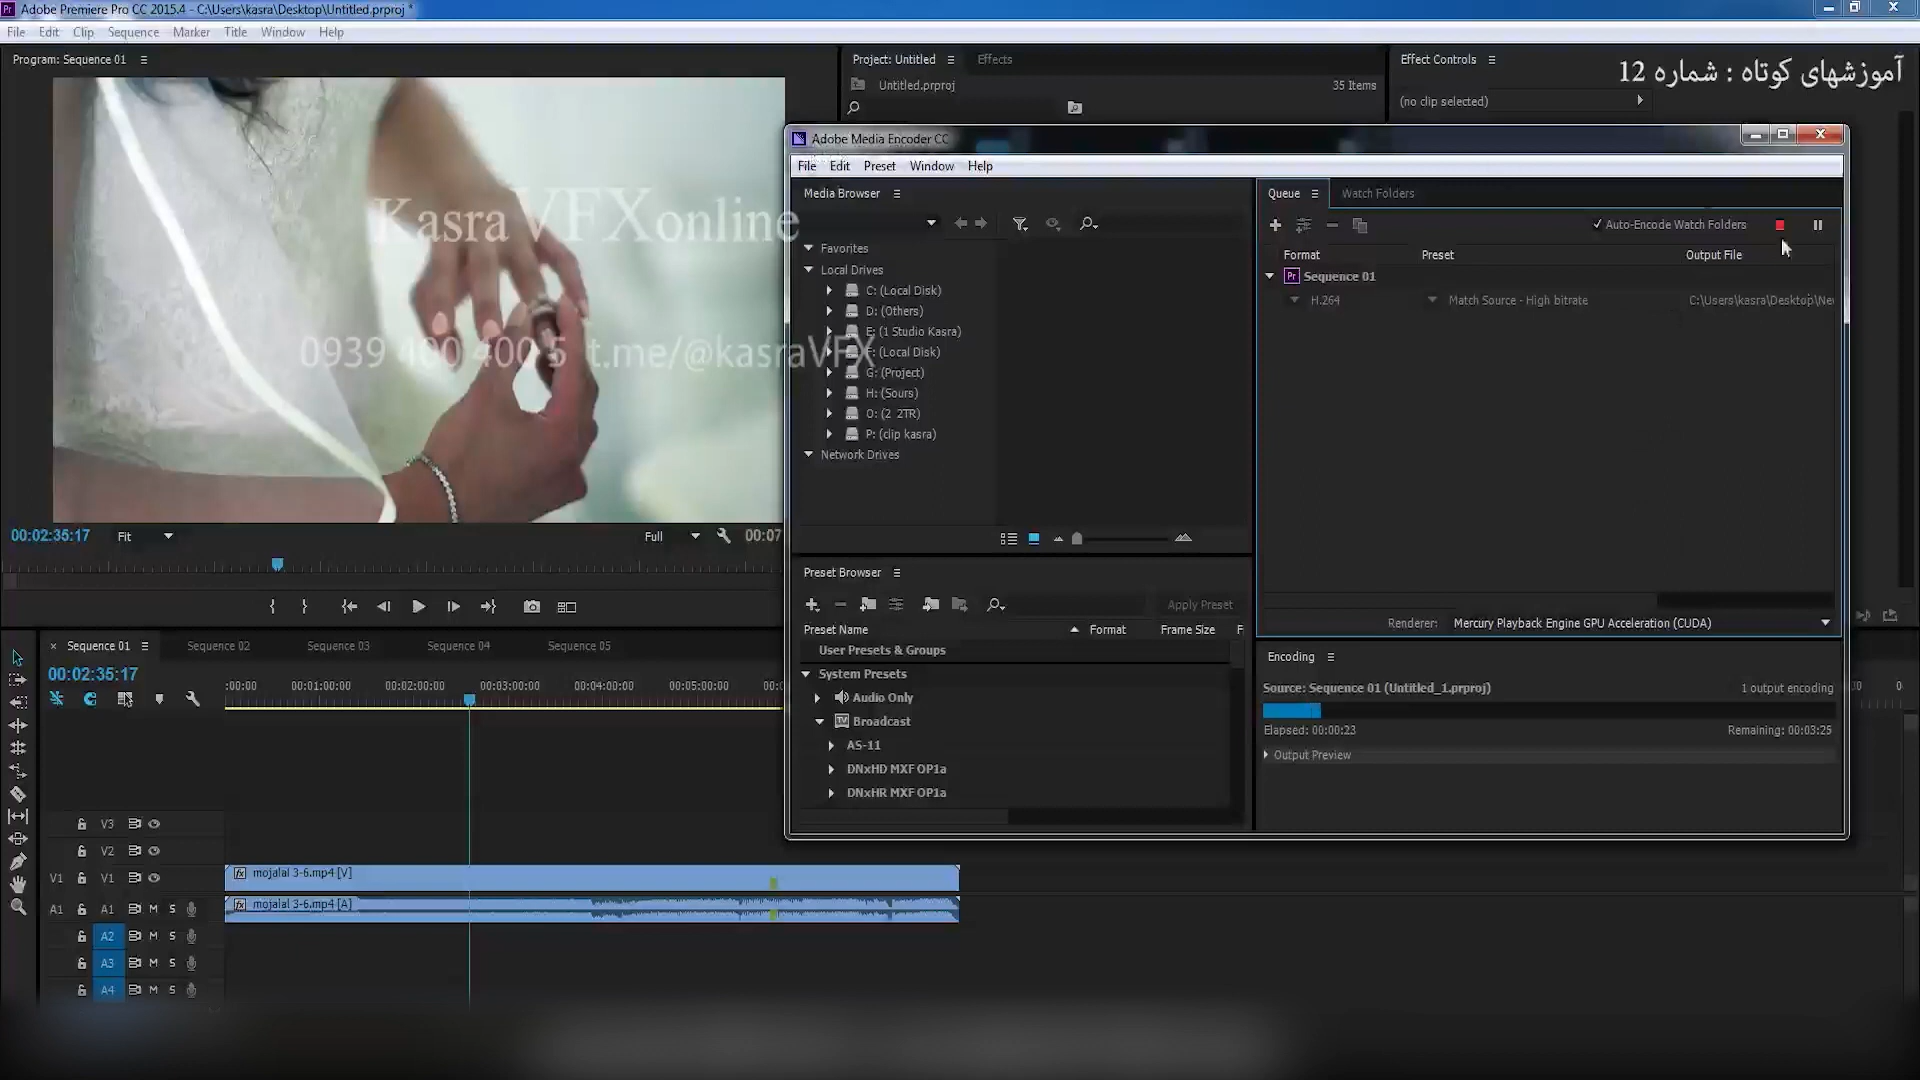 Adobe Premiere Pro CC 2015.4 - C:\Users\kasra\Desktop\Untitled.prproj *
File Edit Clip Sequence Marker Title Window Help
Program: Sequence 01
Project: Untitled Effects
Effect Controls
Untitled.prproj
35 Items
(no clip selected)
آموزشهای کوتاه : شماره 12
Adobe Media Encoder CC
File Edit Preset Window Help
Media Browser
Favorites
Local Drives
C: (Local Disk)
D: (Others)
E: (1 Studio Kasra)
F: (Local Disk)
G: (Project)
H: (Sours)
O: (2 2TR)
P: (clip kasra)
Network Drives
KasraVFXonline
0939 400 400 5 t.me/@kasraVFX
Queue Watch Folders
Auto-Encode Watch Folders
Format Preset Output File
Pr Sequence 01
H.264 Match Source - High bitrate C:\Users\kasra\Desktop\Ne
Renderer: Mercury Playback Engine GPU Acceleration (CUDA)
00:02:35:17 Fit Full 00:07
Preset Browser
Apply Preset
Preset Name Format Frame Size F
User Presets & Groups
System Presets
Audio Only
Broadcast
AS-11
DNxHD MXF OP1a
DNxHR MXF OP1a
Encoding
Source: Sequence 01 (Untitled_1.prproj) 1 output encoding
Elapsed: 00:00:23 Remaining: 00:03:25
Output Preview
Sequence 01 Sequence 02 Sequence 03 Sequence 04 Sequence 05
00:02:35:17
:00:00 00:01:00:00 00:02:00:00 00:03:00:00 00:04:00:00 00:05:00:00
V3
V2
V1 V1 fx mojalal 3-6.mp4 [V]
A1 A1 M S fx mojalal 3-6.mp4 [A]
A2 M S
A3 M S
A4 M S